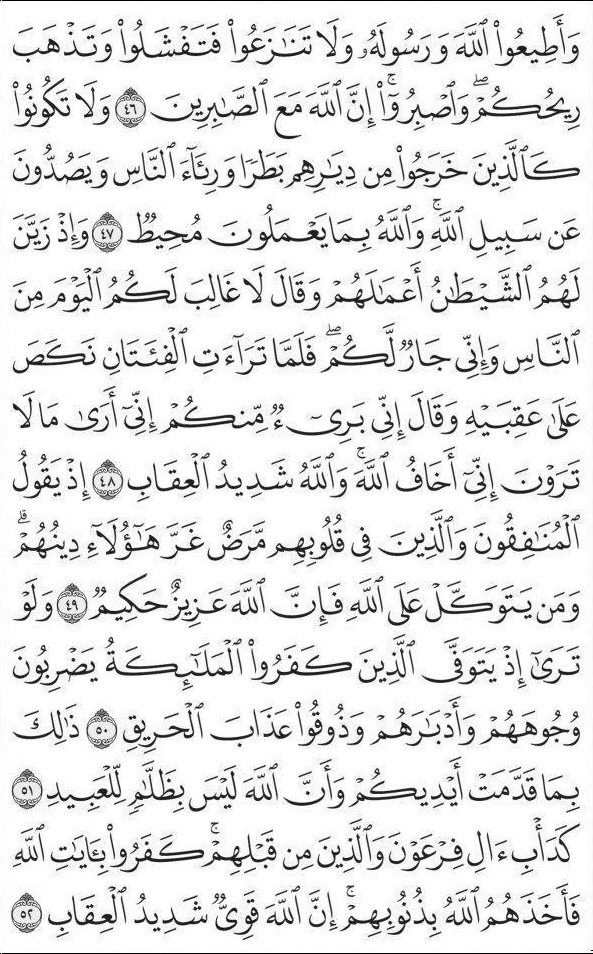 وَأَطِيعُوا۟ ٱللَّهَ وَرَسُولَهُۥ وَلَا تَنَـٰزَعُوا۟ فَتَفْشَلُوا۟ وَتَذْهَبَ
رِيحُكُمْ ۖ وَٱصْبِرُوٓا۟ ۚ إِنَّ ٱللَّهَ مَعَ ٱلصَّـٰبِرِينَ ٤٦ وَلَا تَكُونُوا۟
كَٱلَّذِينَ خَرَجُوا۟ مِن دِيَـٰرِهِم بَطَرًا وَرِئَآءَ ٱلنَّاسِ وَيَصُدُّونَ
عَن سَبِيلِ ٱللَّهِ ۚ وَٱللَّهُ بِمَا يَعْمَلُونَ مُحِيطٌ ٤٧ وَإِذْ زَيَّنَ
لَهُمُ ٱلشَّيْطَـٰنُ أَعْمَـٰلَهُمْ وَقَالَ لَا غَالِبَ لَكُمُ ٱلْيَوْمَ مِنَ
ٱلنَّاسِ وَإِنِّى جَارٌ لَّكُمْ ۖ فَلَمَّا تَرَآءَتِ ٱلْفِئَتَانِ نَكَصَ
عَلَىٰ عَقِبَيْهِ وَقَالَ إِنِّى بَرِىٓءٌ مِّنكُمْ إِنِّىٓ أَرَىٰ مَا لَا
تَرَوْنَ إِنِّىٓ أَخَافُ ٱللَّهَ ۚ وَٱللَّهُ شَدِيدُ ٱلْعِقَابِ ٤٨ إِذْ يَقُولُ
ٱلْمُنَـٰفِقُونَ وَٱلَّذِينَ فِى قُلُوبِهِم مَّرَضٌ غَرَّ هَـٰٓؤُلَآءِ دِينُهُمْ ۗ
وَمَن يَتَوَكَّلْ عَلَى ٱللَّهِ فَإِنَّ ٱللَّهَ عَزِيزٌ حَكِيمٌ ٤٩ وَلَوْ
تَرَىٰٓ إِذْ يَتَوَفَّى ٱلَّذِينَ كَفَرُوا۟ ٱلْمَلَـٰٓئِكَةُ يَضْرِبُونَ
وُجُوهَهُمْ وَأَدْبَـٰرَهُمْ وَذُوقُوا۟ عَذَابَ ٱلْحَرِيقِ ٥٠ ذَٰلِكَ
بِمَا قَدَّمَتْ أَيْدِيكُمْ وَأَنَّ ٱللَّهَ لَيْسَ بِظَلَّـٰمٍ لِّلْعَبِيدِ ٥١
كَدَأْبِ ءَالِ فِرْعَوْنَ وَٱلَّذِينَ مِن قَبْلِهِمْ ۚ كَفَرُوا۟ بِـَٔايَـٰتِ ٱللَّهِ
فَأَخَذَهُمُ ٱللَّهُ بِذُنُوبِهِمْ ۚ إِنَّ ٱللَّهَ قَوِىٌّ شَدِيدُ ٱلْعِقَابِ ٥٢